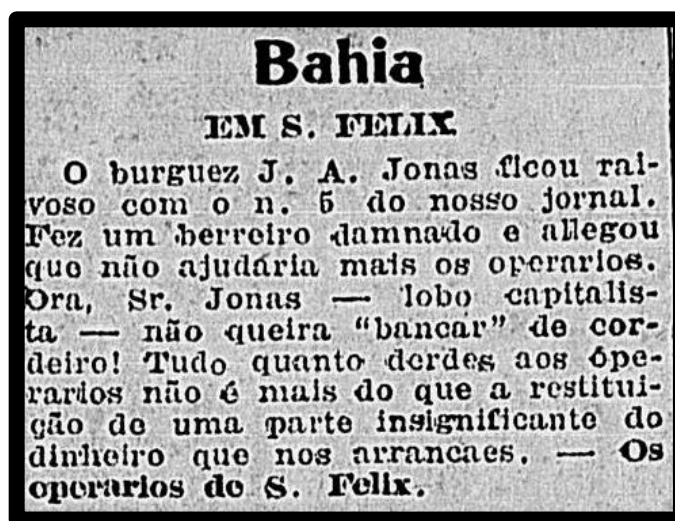 Bahia
EM S. FELIX
O burguez J. A. Jonas ficou rai-
voso com o n. 5 do nosso jornal.
Fez um berreiro damnado e allegou
que não ajudária mais os operarios.
Ora, Sr. Jonas — lobo capitalis-
ta — não queira "bancar" de cor-
deiro! Tudo quanto derdes aos ópe-
rarios não é mais do que a restitui-
ção de uma parte insignificante do
dinheiro que nos arrancaes. — Os
operarios de S. Felix.